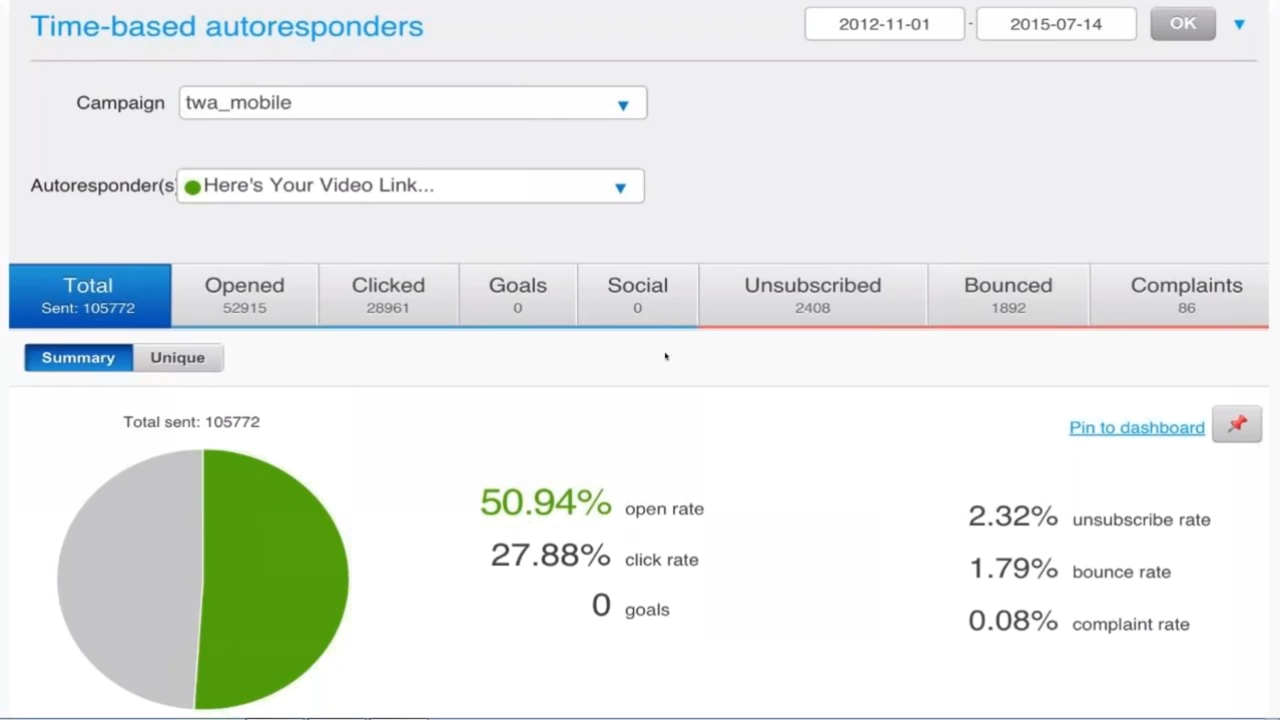 Time-based autoresponders
2012-11-01 - 2015-07-14 OK
Campaign twa_mobile
Autoresponder(s) Here's Your Video Link...
Total Opened Clicked Goals Social Unsubscribed Bounced Complaints
Sent: 105772 52915 28961 0 0 2408 1892 86
Summary Unique
Total sent: 105772
Pin to dashboard
50.94% open rate
2.32% unsubscribe rate
27.88% click rate
1.79% bounce rate
0 goals
0.08% complaint rate